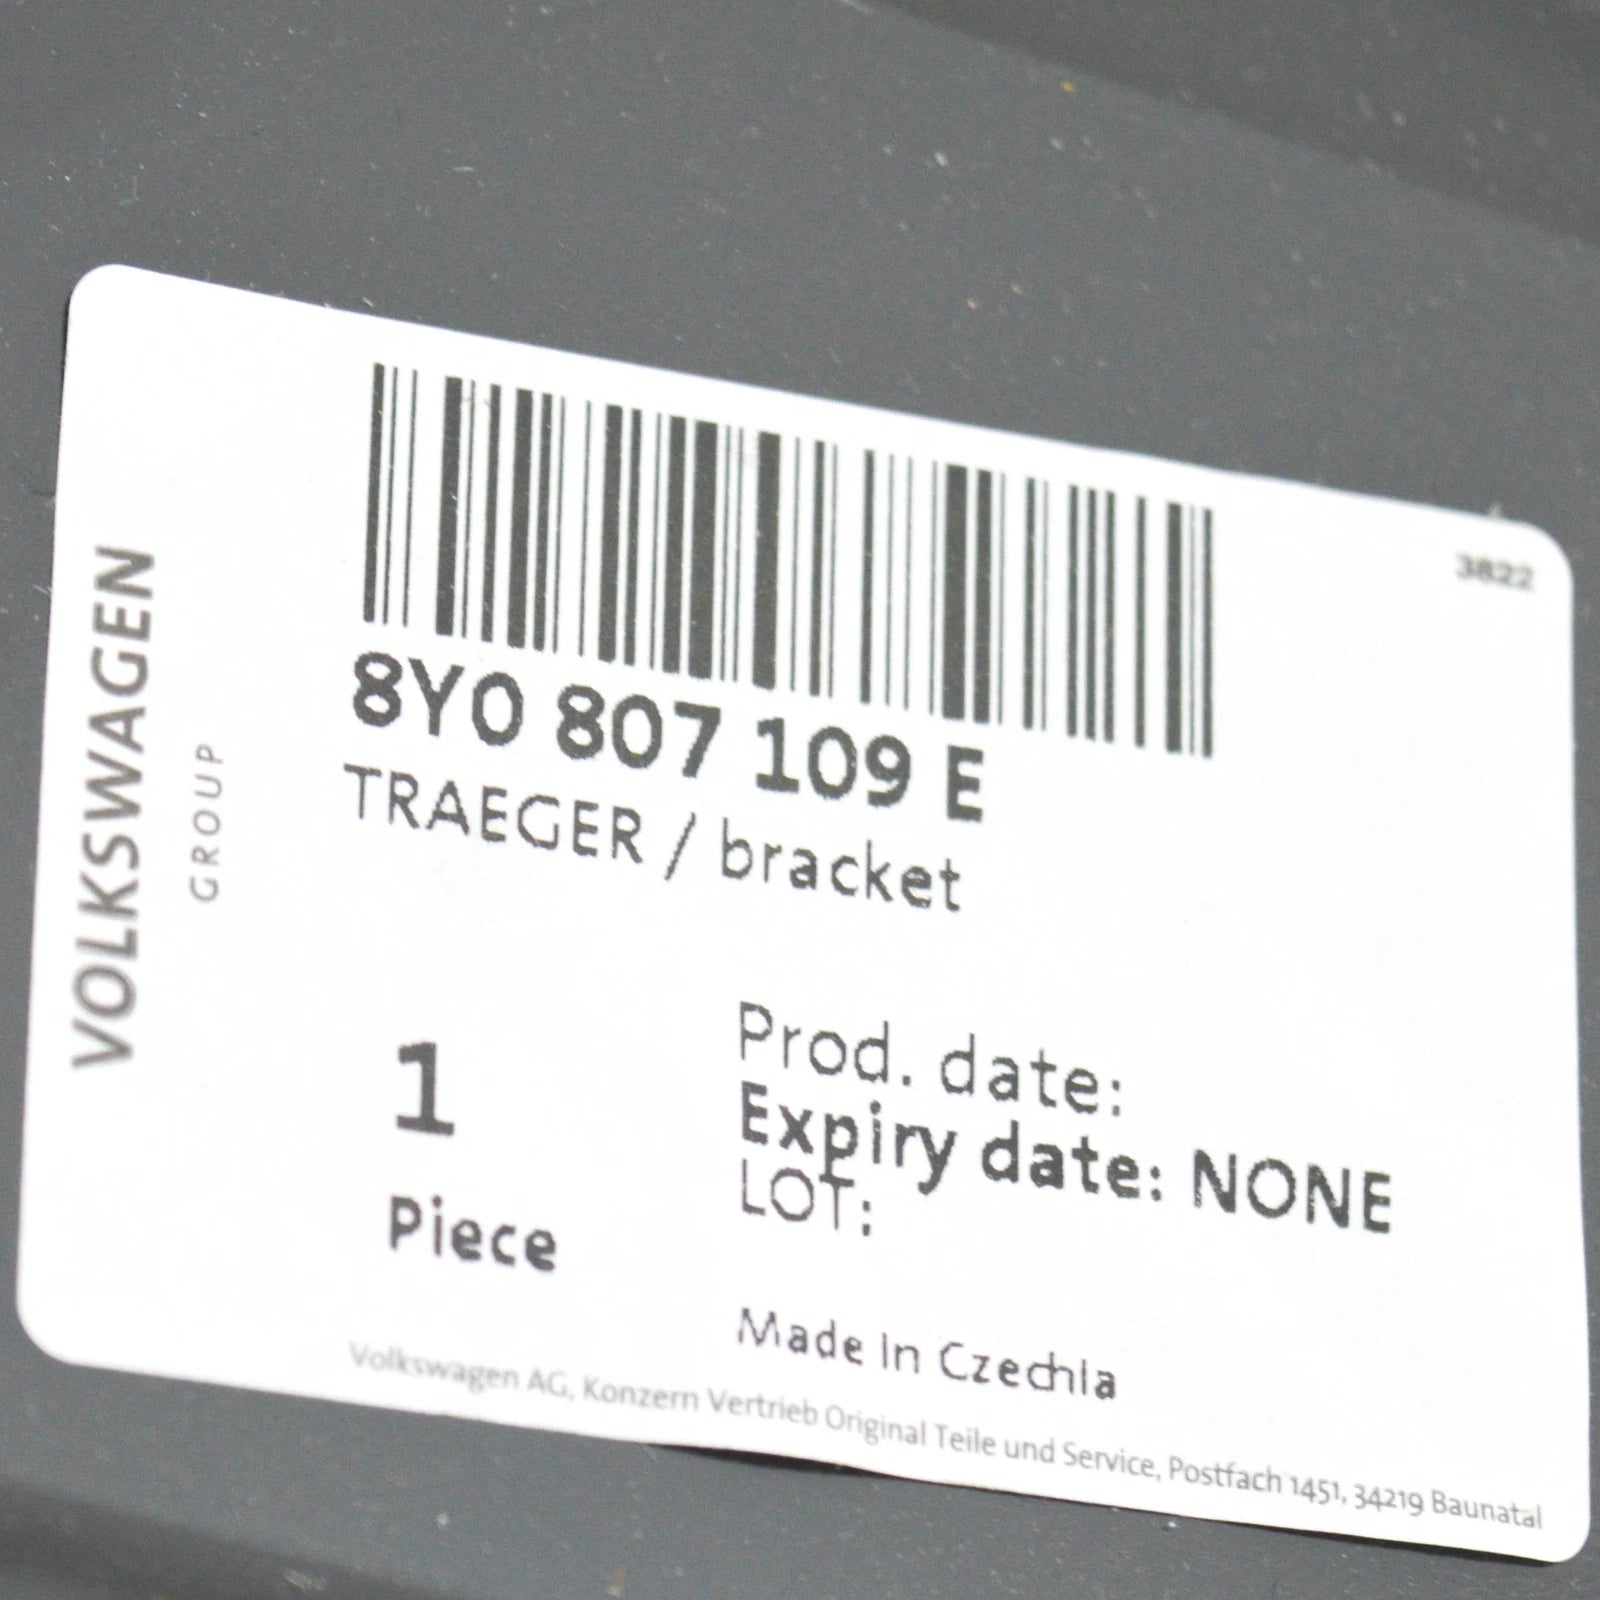 VOLKSWAGEN
GROUP
3822
8Y0 807 109 E
TRAEGER / bracket
1
Piece
Prod. date:
Expiry date: NONE
LOT:
Made in Czechia
Volkswagen AG, Konzern Vertrieb Original Teile und Service, Postfach 1451, 34219 Baunatal